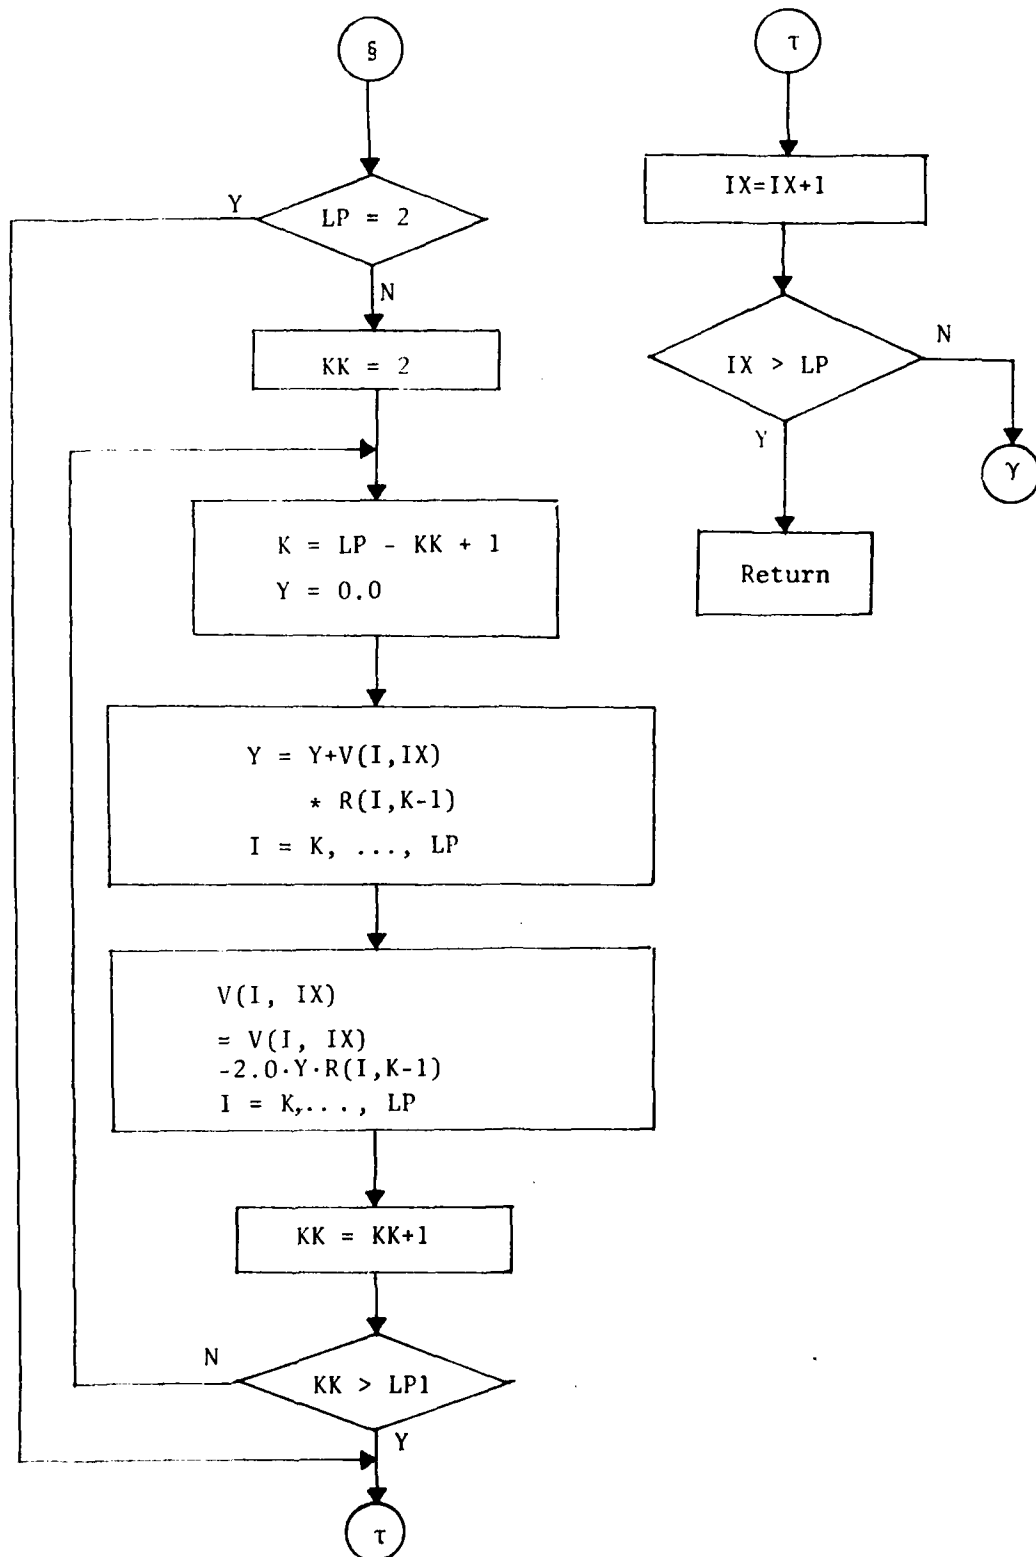 §
Y
LP = 2
N
KK = 2
K = LP - KK + 1
Y = 0.0
Y = Y+V(I,IX)
* R(I,K-1)
I = K, ..., LP
V(I, IX)
= V(I, IX)
-2.0·Y·R(I,K-1)
I = K,..., LP
KK = KK+1
N
KK > LP1
Y
τ
τ
IX=IX+1
N
IX > LP
Y
γ
Return